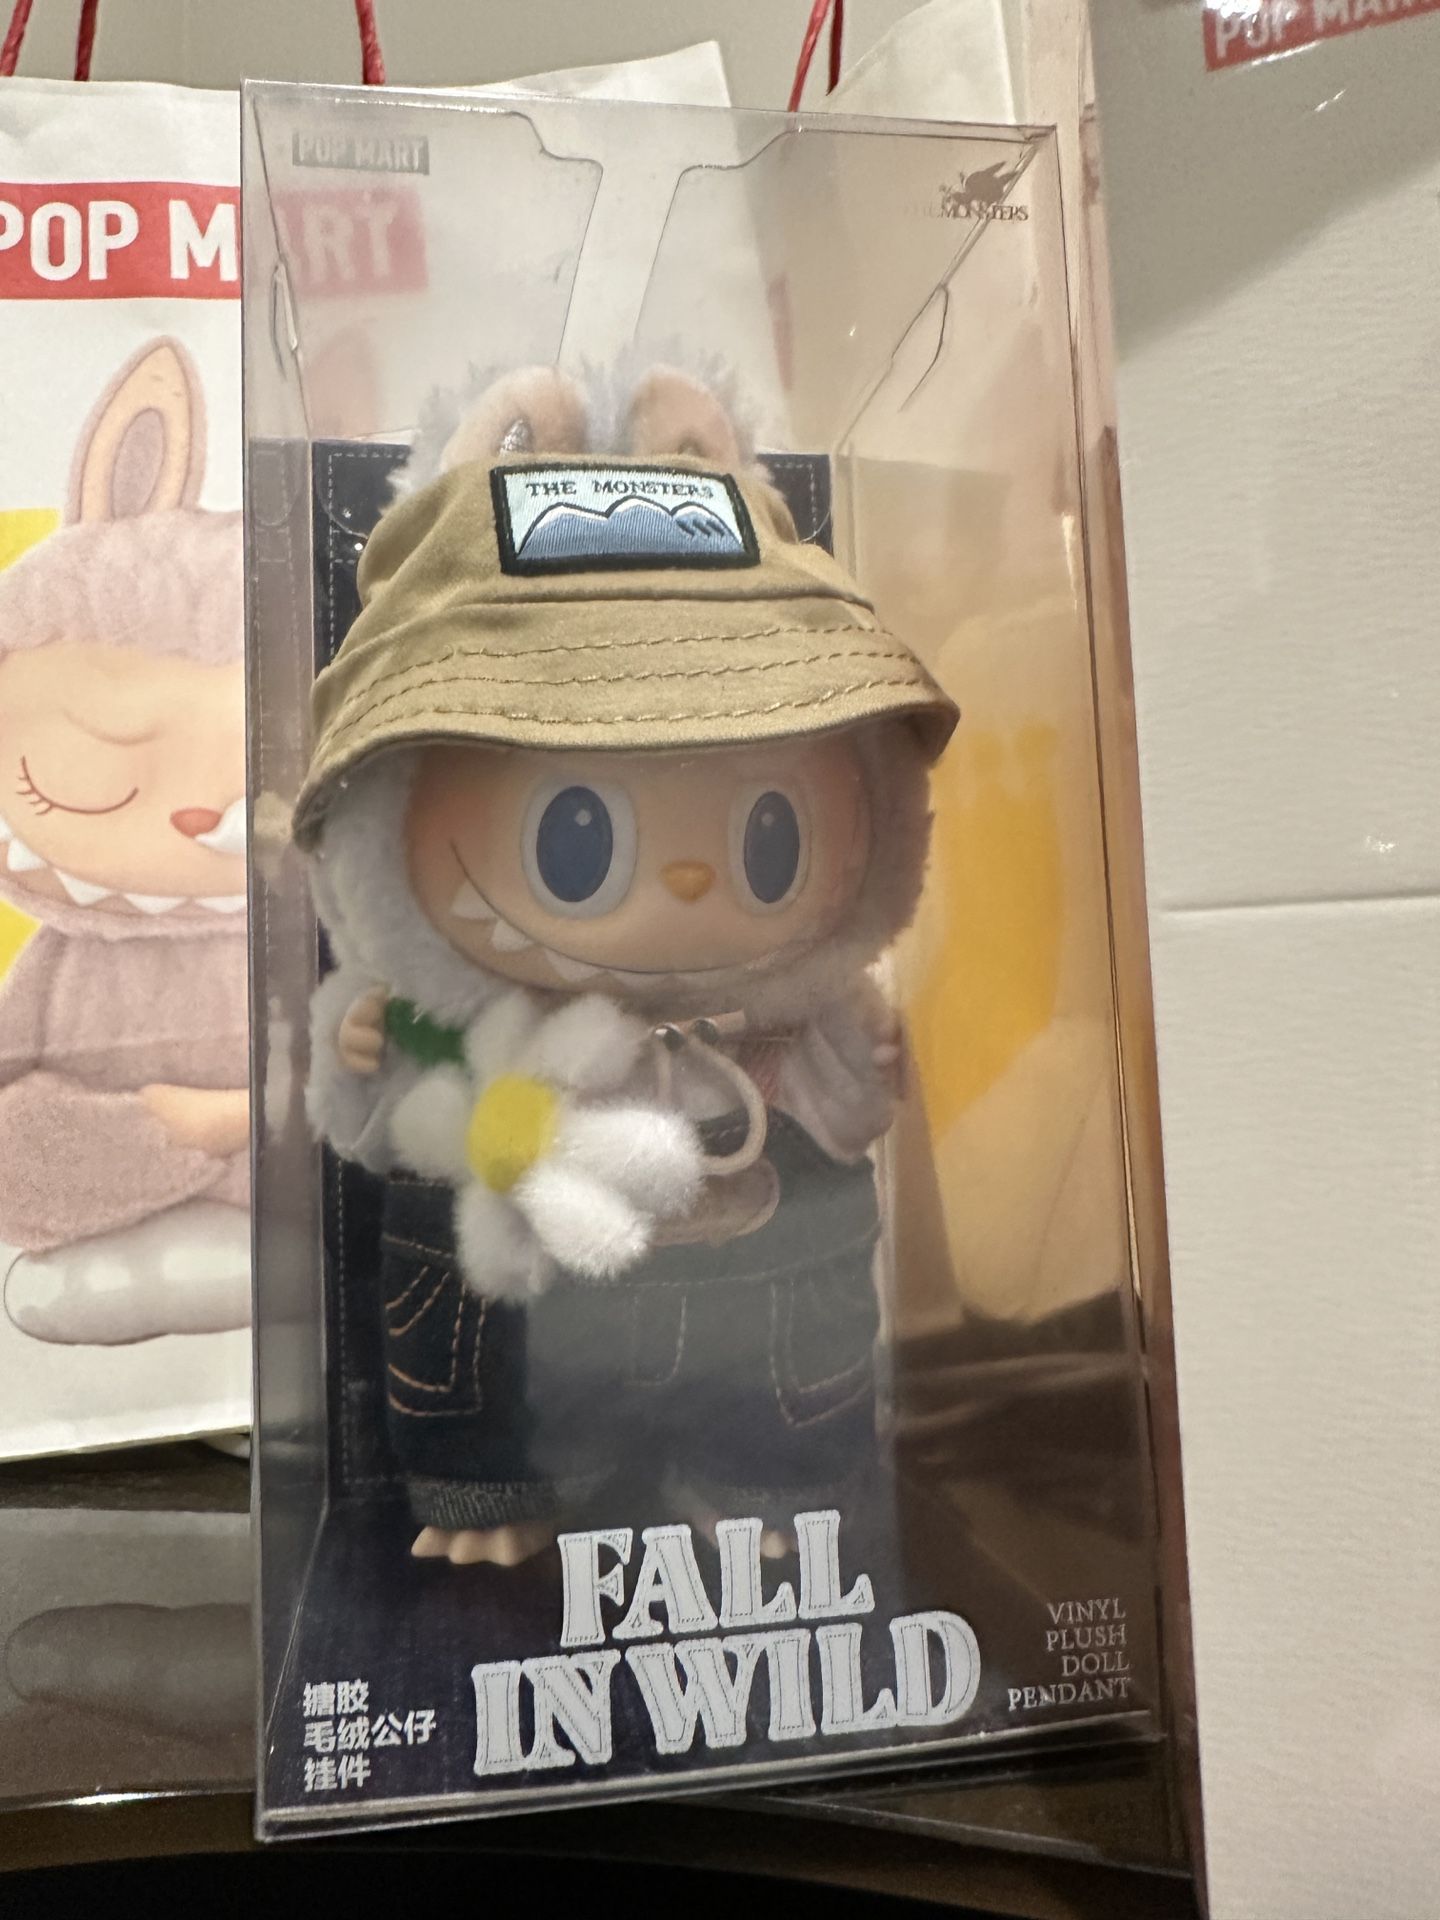 POP MART
POP MART
POP MART
THE MONSTERS
THE MONSTERS
FALL
IN WILD
VINYL
PLUSH
DOLL
PENDANT
搪胶
毛绒公仔
挂件